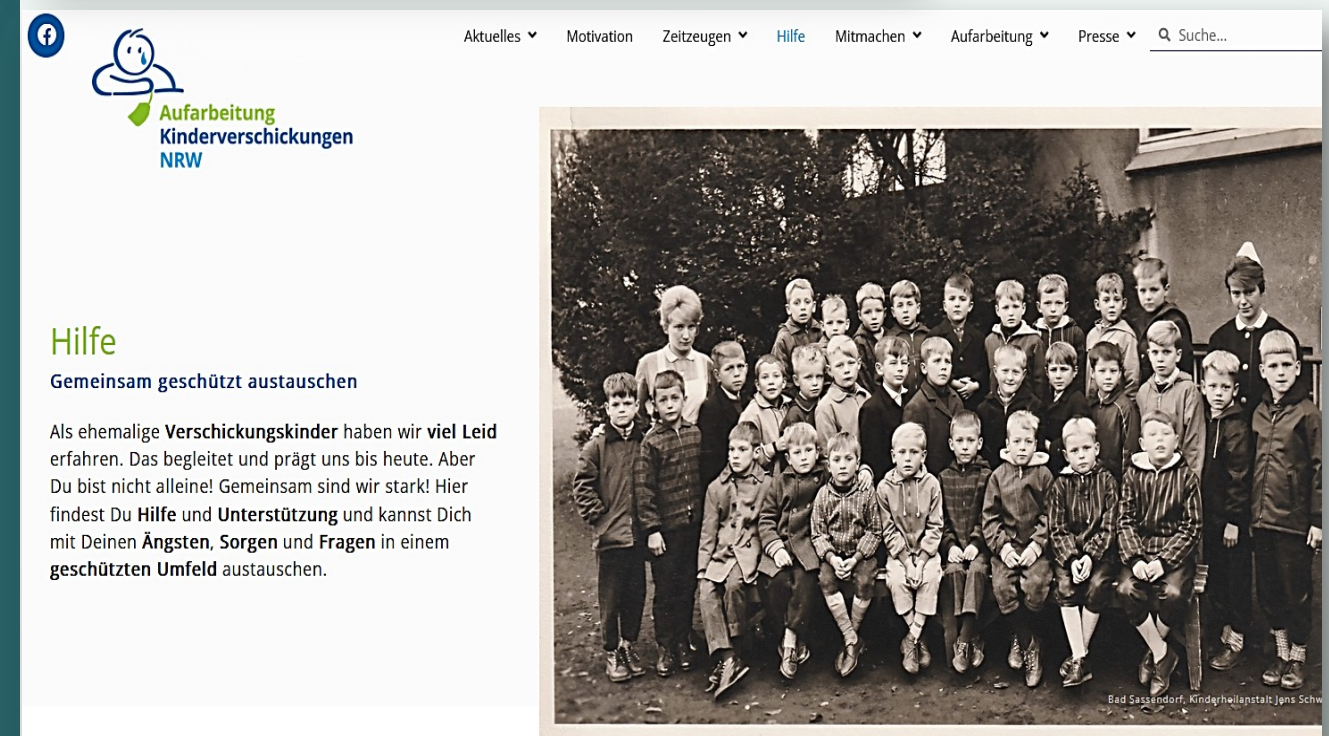 Aktuelles Motivation Zeitzeugen Hilfe Mitmachen Aufarbeitung Presse Suche...
Aufarbeitung
Kinderverschickungen
NRW
Hilfe
Gemeinsam geschützt austauschen
Als ehemalige Verschickungskinder haben wir viel Leid
erfahren. Das begleitet und prägt uns bis heute. Aber
Du bist nicht alleine! Gemeinsam sind wir stark! Hier
findest Du Hilfe und Unterstützung und kannst Dich
mit Deinen Ängsten, Sorgen und Fragen in einem
geschützten Umfeld austauschen.
Bad Sassendorf, Kinderheilanstalt Jens Schw